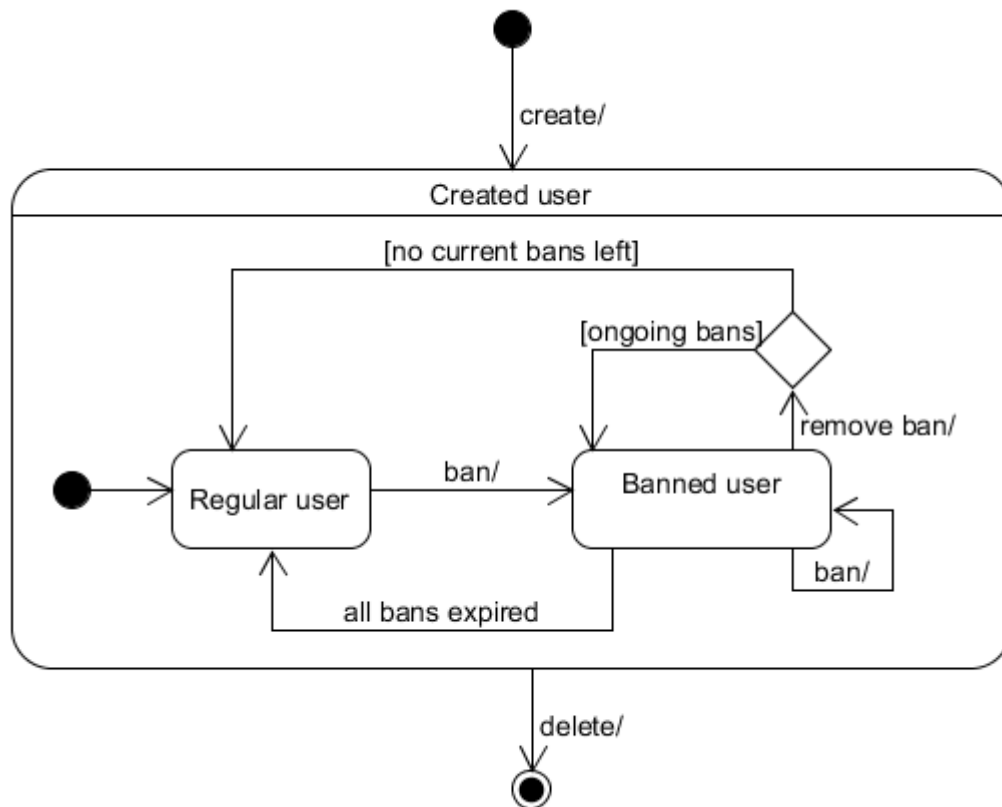 create/
Created user
[no current bans left]
[ongoing bans]
remove ban/
Regular user
ban/
Banned user
ban/
all bans expired
delete/